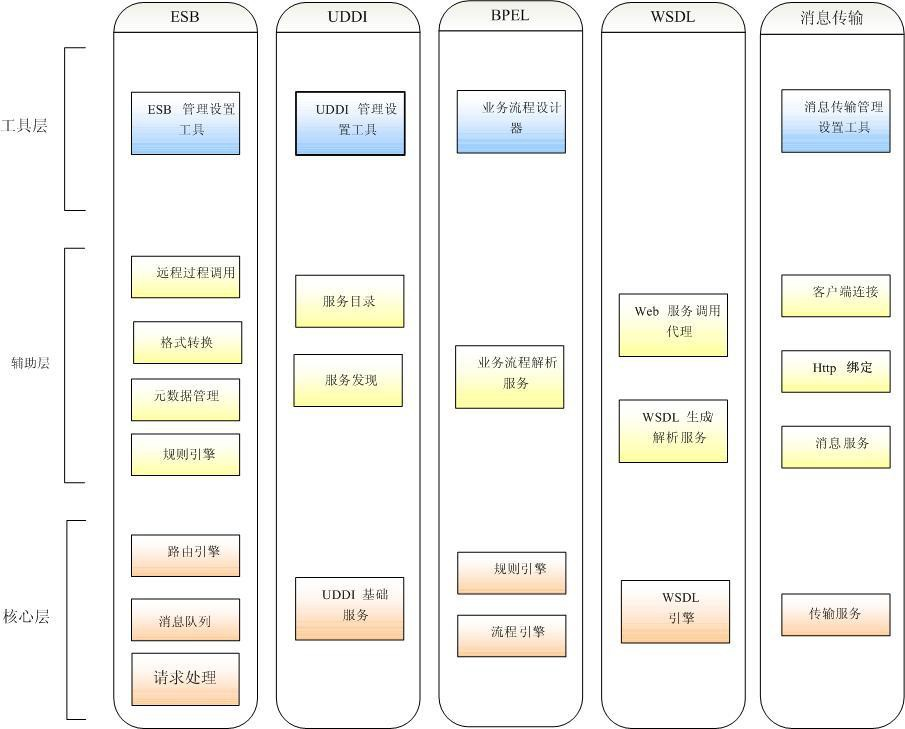 ESB
UDDI
BPEL
WSDL
消息传输
工具层
ESB 管理设置
工具
UDDI 管理设
置工具
业务流程设计
器
消息传输管理
设置工具
辅助层
远程过程调用
格式转换
元数据管理
规则引擎
服务目录
服务发现
业务流程解析
服务
Web 服务调用
代理
WSDL 生成
解析服务
客户端连接
Http 绑定
消息服务
核心层
路由引擎
消息队列
请求处理
UDDI 基础
服务
规则引擎
流程引擎
WSDL
引擎
传输服务